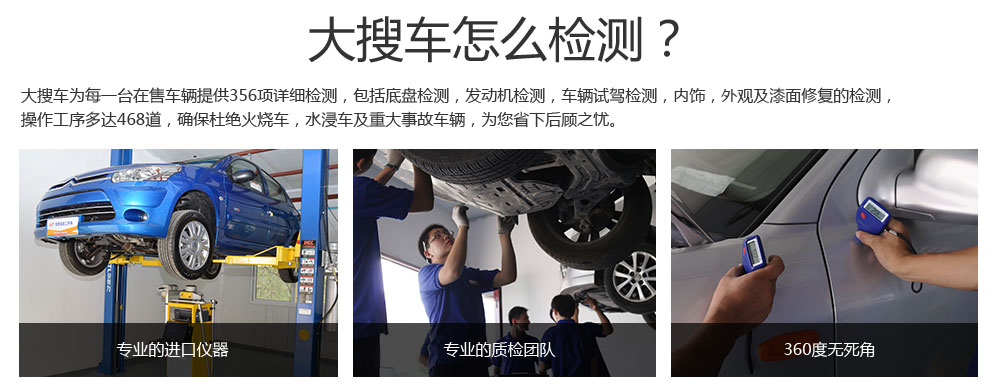 大搜车怎么检测？
大搜车为每一台在售车辆提供356项详细检测，包括底盘检测，发动机检测，车辆试驾检测，内饰，外观及漆面修复的检测，
操作工序多达468道，确保杜绝火烧车，水浸车及重大事故车辆，为您省下后顾之忧。
专业的进口仪器
专业的质检团队
360度无死角